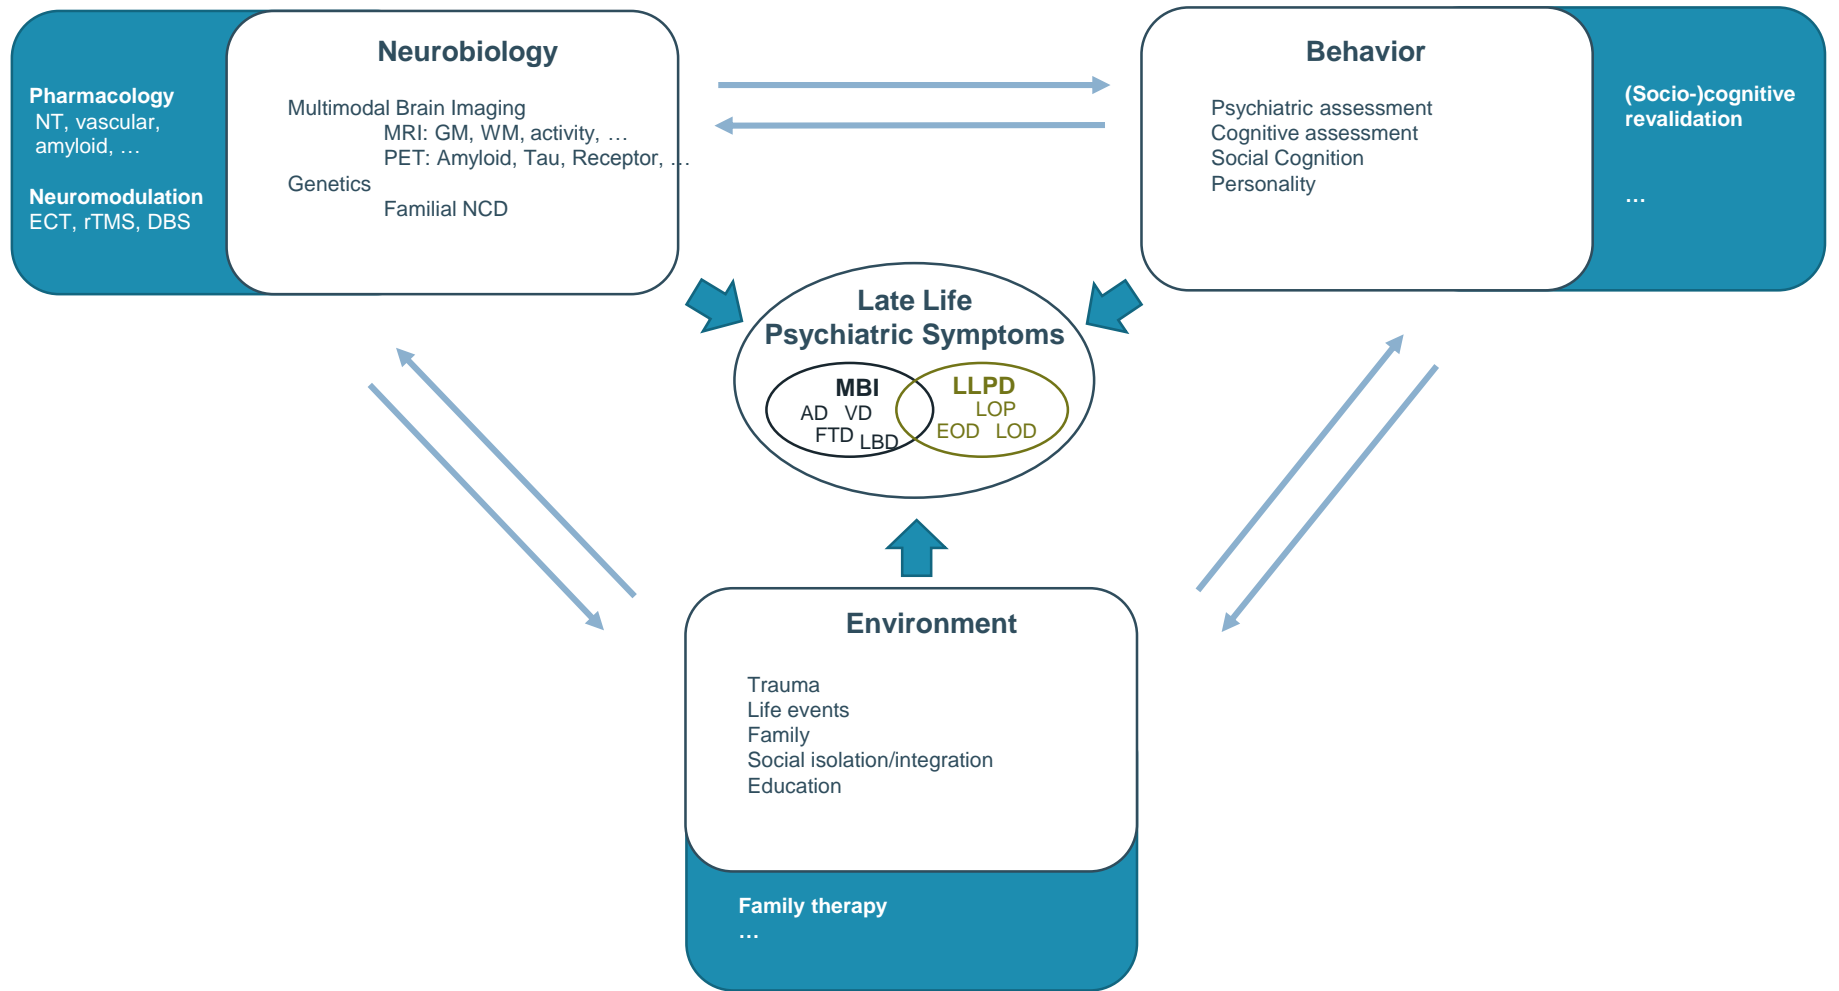 Neurobiology
Pharmacology
NT, vascular,
amyloid, …
Neuromodulation
ECT, rTMS, DBS
Multimodal Brain Imaging
MRI: GM, WM, activity, …
PET: Amyloid, Tau, Receptor, …
Genetics
Familial NCD
Behavior
Psychiatric assessment
Cognitive assessment
Social Cognition
Personality
(Socio-)cognitive
revalidation
…
Late Life
Psychiatric Symptoms
MBI
AD VD
FTD LBD
LLPD
LOP
EOD LOD
Environment
Trauma
Life events
Family
Social isolation/integration
Education
Family therapy
…